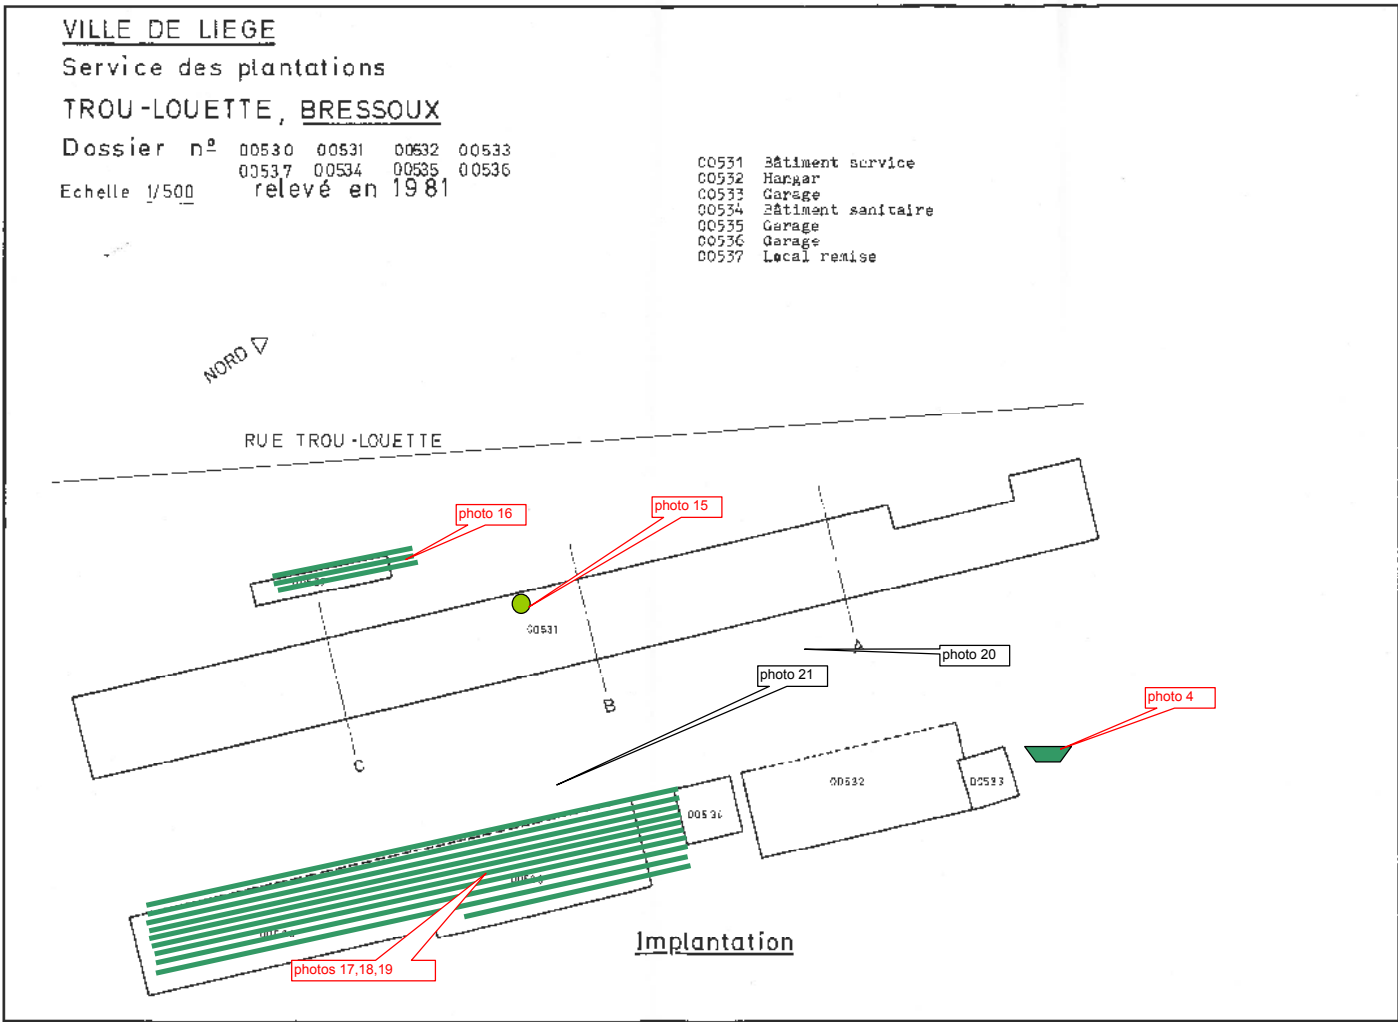 VILLE DE LIEGE
Service des plantations
TROU-LOUETTE, BRESSOUX
Dossier nº 00530 00531 00532 00533
00537 00534 00535 00536
Echelle 1/500 relevé en 1981
00531 Bâtiment service
00532 Hangar
00533 Garage
00534 Bâtiment sanitaire
00535 Garage
00536 Garage
00537 Local remise
NORD
RUE TROU-LOUETTE
photo 16
photo 15
00531
A
photo 20
photo 21
photo 4
B
C
00532
00533
00536
photos 17,18,19
Implantation